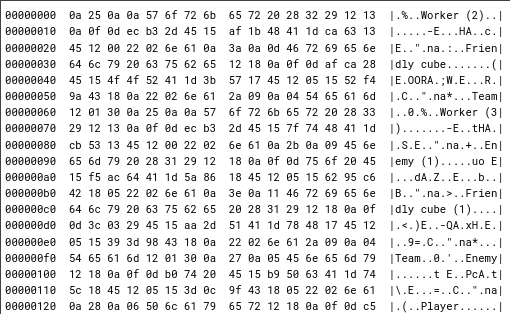 00000000  0a 25 0a 0a 57 6f 72 6b  65 72 20 28 32 29 12 13  |.%..Worker (2)..|
00000010  0a 0f 0d ec b3 2d 45 15  af 1b 48 41 1d ca 63 13  |.....-E...HA..c.|
00000020  45 12 00 22 02 6e 61 0a  3a 0a 0d 46 72 69 65 6e  |E..".na.:..Frien|
00000030  64 6c 79 20 63 75 62 65  12 18 0a 0f 0d af ca 28  |dly cube.......(|
00000040  45 15 4f 4f 52 41 1d 3b  57 17 45 12 05 15 52 f4  |E.OORA.;W.E...R.|
00000050  9a 43 18 0a 22 02 6e 61  2a 09 0a 04 54 65 61 6d  |.C..".na*...Team|
00000060  12 01 30 0a 25 0a 0a 57  6f 72 6b 65 72 20 28 33  |..0.%..Worker (3|
00000070  29 12 13 0a 0f 0d ec b3  2d 45 15 7f 74 48 41 1d  |).......-E..tHA.|
00000080  cb 53 13 45 12 00 22 02  6e 61 0a 2b 0a 09 45 6e  |.S.E..".na.+..En|
00000090  65 6d 79 20 28 31 29 12  18 0a 0f 0d 75 6f 20 45  |emy (1).....uo E|
000000a0  15 f5 ac 64 41 1d 5a 86  18 45 12 05 15 62 95 c6  |...dA.Z..E...b..|
000000b0  42 18 05 22 02 6e 61 0a  3e 0a 11 46 72 69 65 6e  |B..".na.>..Frien|
000000c0  64 6c 79 20 63 75 62 65  20 28 31 29 12 18 0a 0f  |dly cube (1)....|
000000d0  0d 3c 03 29 45 15 aa 2d  51 41 1d 78 48 17 45 12  |.<.)E..-QA.xH.E.|
000000e0  05 15 39 3d 98 43 18 0a  22 02 6e 61 2a 09 0a 04  |..9=.C..".na*...|
000000f0  54 65 61 6d 12 01 30 0a  27 0a 05 45 6e 65 6d 79  |Team..0.'..Enemy|
00000100  12 18 0a 0f 0d b0 74 20  45 15 b9 50 63 41 1d 74  |......t E..PcA.t|
00000110  5c 18 45 12 05 15 3d 0c  9f 43 18 05 22 02 6e 61  |\.E...=..C..".na|
00000120  0a 28 0a 06 50 6c 61 79  65 72 12 18 0a 0f 0d c5  |.(..Player......|